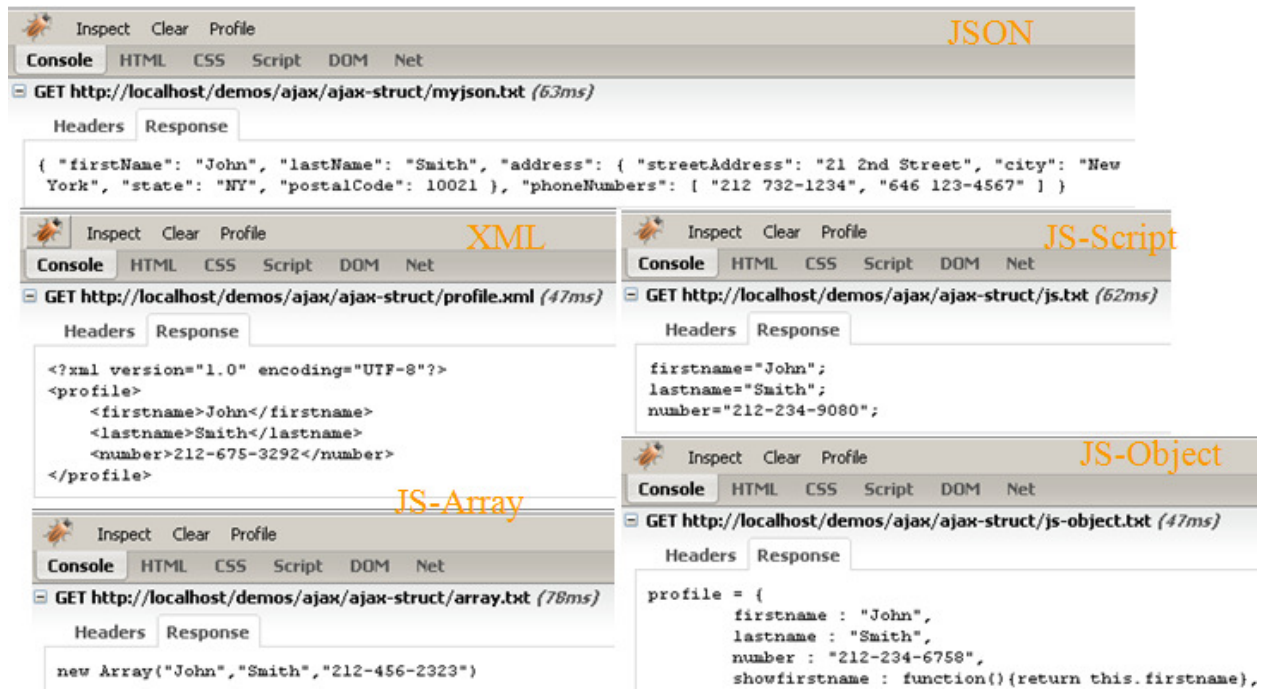 Inspect Clear Profile
JSON
Console HTML CSS Script DOM Net
GET http://localhost/demos/ajax/ajax-struct/myjson.txt (63ms)
Headers Response
{ "firstName": "John", "lastName": "Smith", "address": { "streetAddress": "21 2nd Street", "city": "New
York", "state": "NY", "postalCode": 10021 }, "phoneNumbers": [ "212 732-1234", "646 123-4567" ] }
Inspect Clear Profile
XML
Console HTML CSS Script DOM Net
GET http://localhost/demos/ajax/ajax-struct/profile.xml (47ms)
Headers Response
<?xml version="1.0" encoding="UTF-8"?>
<profile>
<firstname>John</firstname>
<lastname>Smith</lastname>
<number>212-675-3292</number>
</profile>
Inspect Clear Profile
JS-Script
Console HTML CSS Script DOM Net
GET http://localhost/demos/ajax/ajax-struct/js.txt (62ms)
Headers Response
firstname="John";
lastname="Smith";
number="212-234-9080";
JS-Array
Inspect Clear Profile
Console HTML CSS Script DOM Net
GET http://localhost/demos/ajax/ajax-struct/array.txt (78ms)
Headers Response
new Array("John","Smith","212-456-2323")
Inspect Clear Profile
JS-Object
Console HTML CSS Script DOM Net
GET http://localhost/demos/ajax/ajax-struct/js-object.txt (47ms)
Headers Response
profile = {
firstname : "John",
lastname : "Smith",
number : "212-234-6758",
showfirstname : function(){return this.firstname},